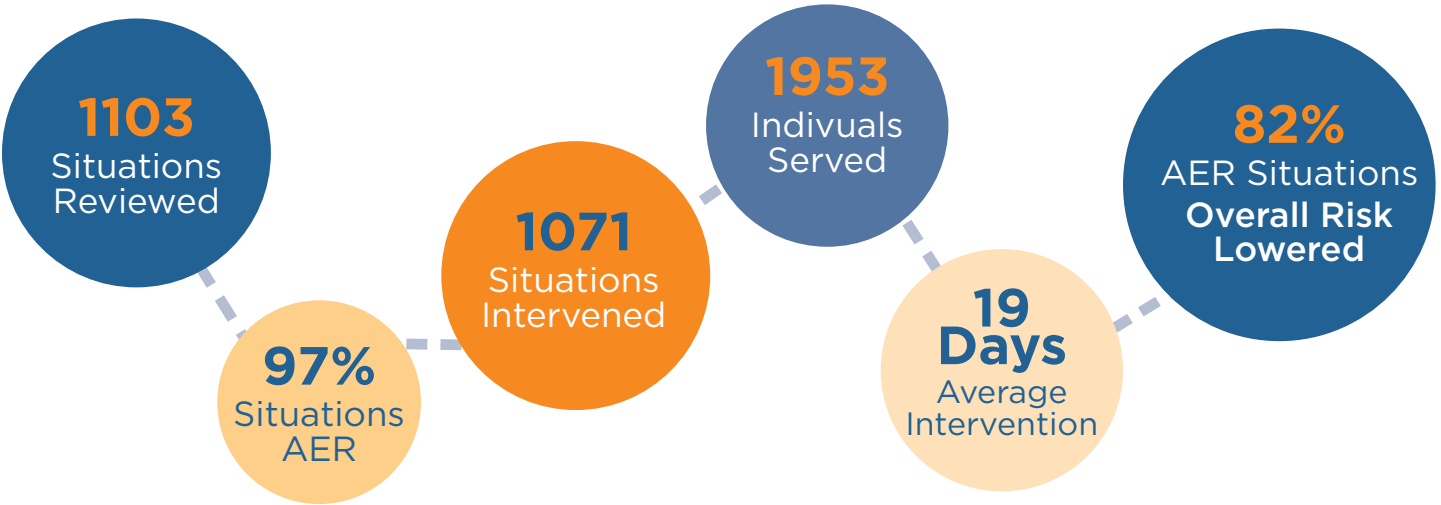 1103
Situations
Reviewed
97%
Situations
AER
1071
Situations
Intervened
1953
Indivuals
Served
19
Days
Average
Intervention
82%
AER Situations
Overall Risk
Lowered